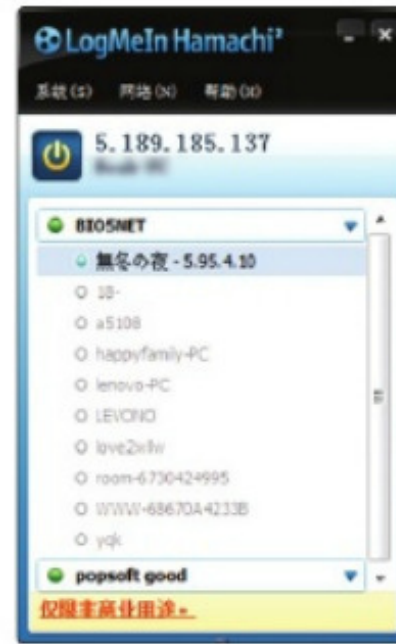 LogMeIn Hamachi²
系统(S) 网络(N) 帮助(H)
5.189.185.137
BIO5NET
無冬の夜 - 5.95.4.10
18-
a5108
happyfamily-PC
lenovo-PC
LEVONO
love2wllw
room-6730424995
WWW-68670A4233B
yqk
popsoft good
仅限非商业用途。